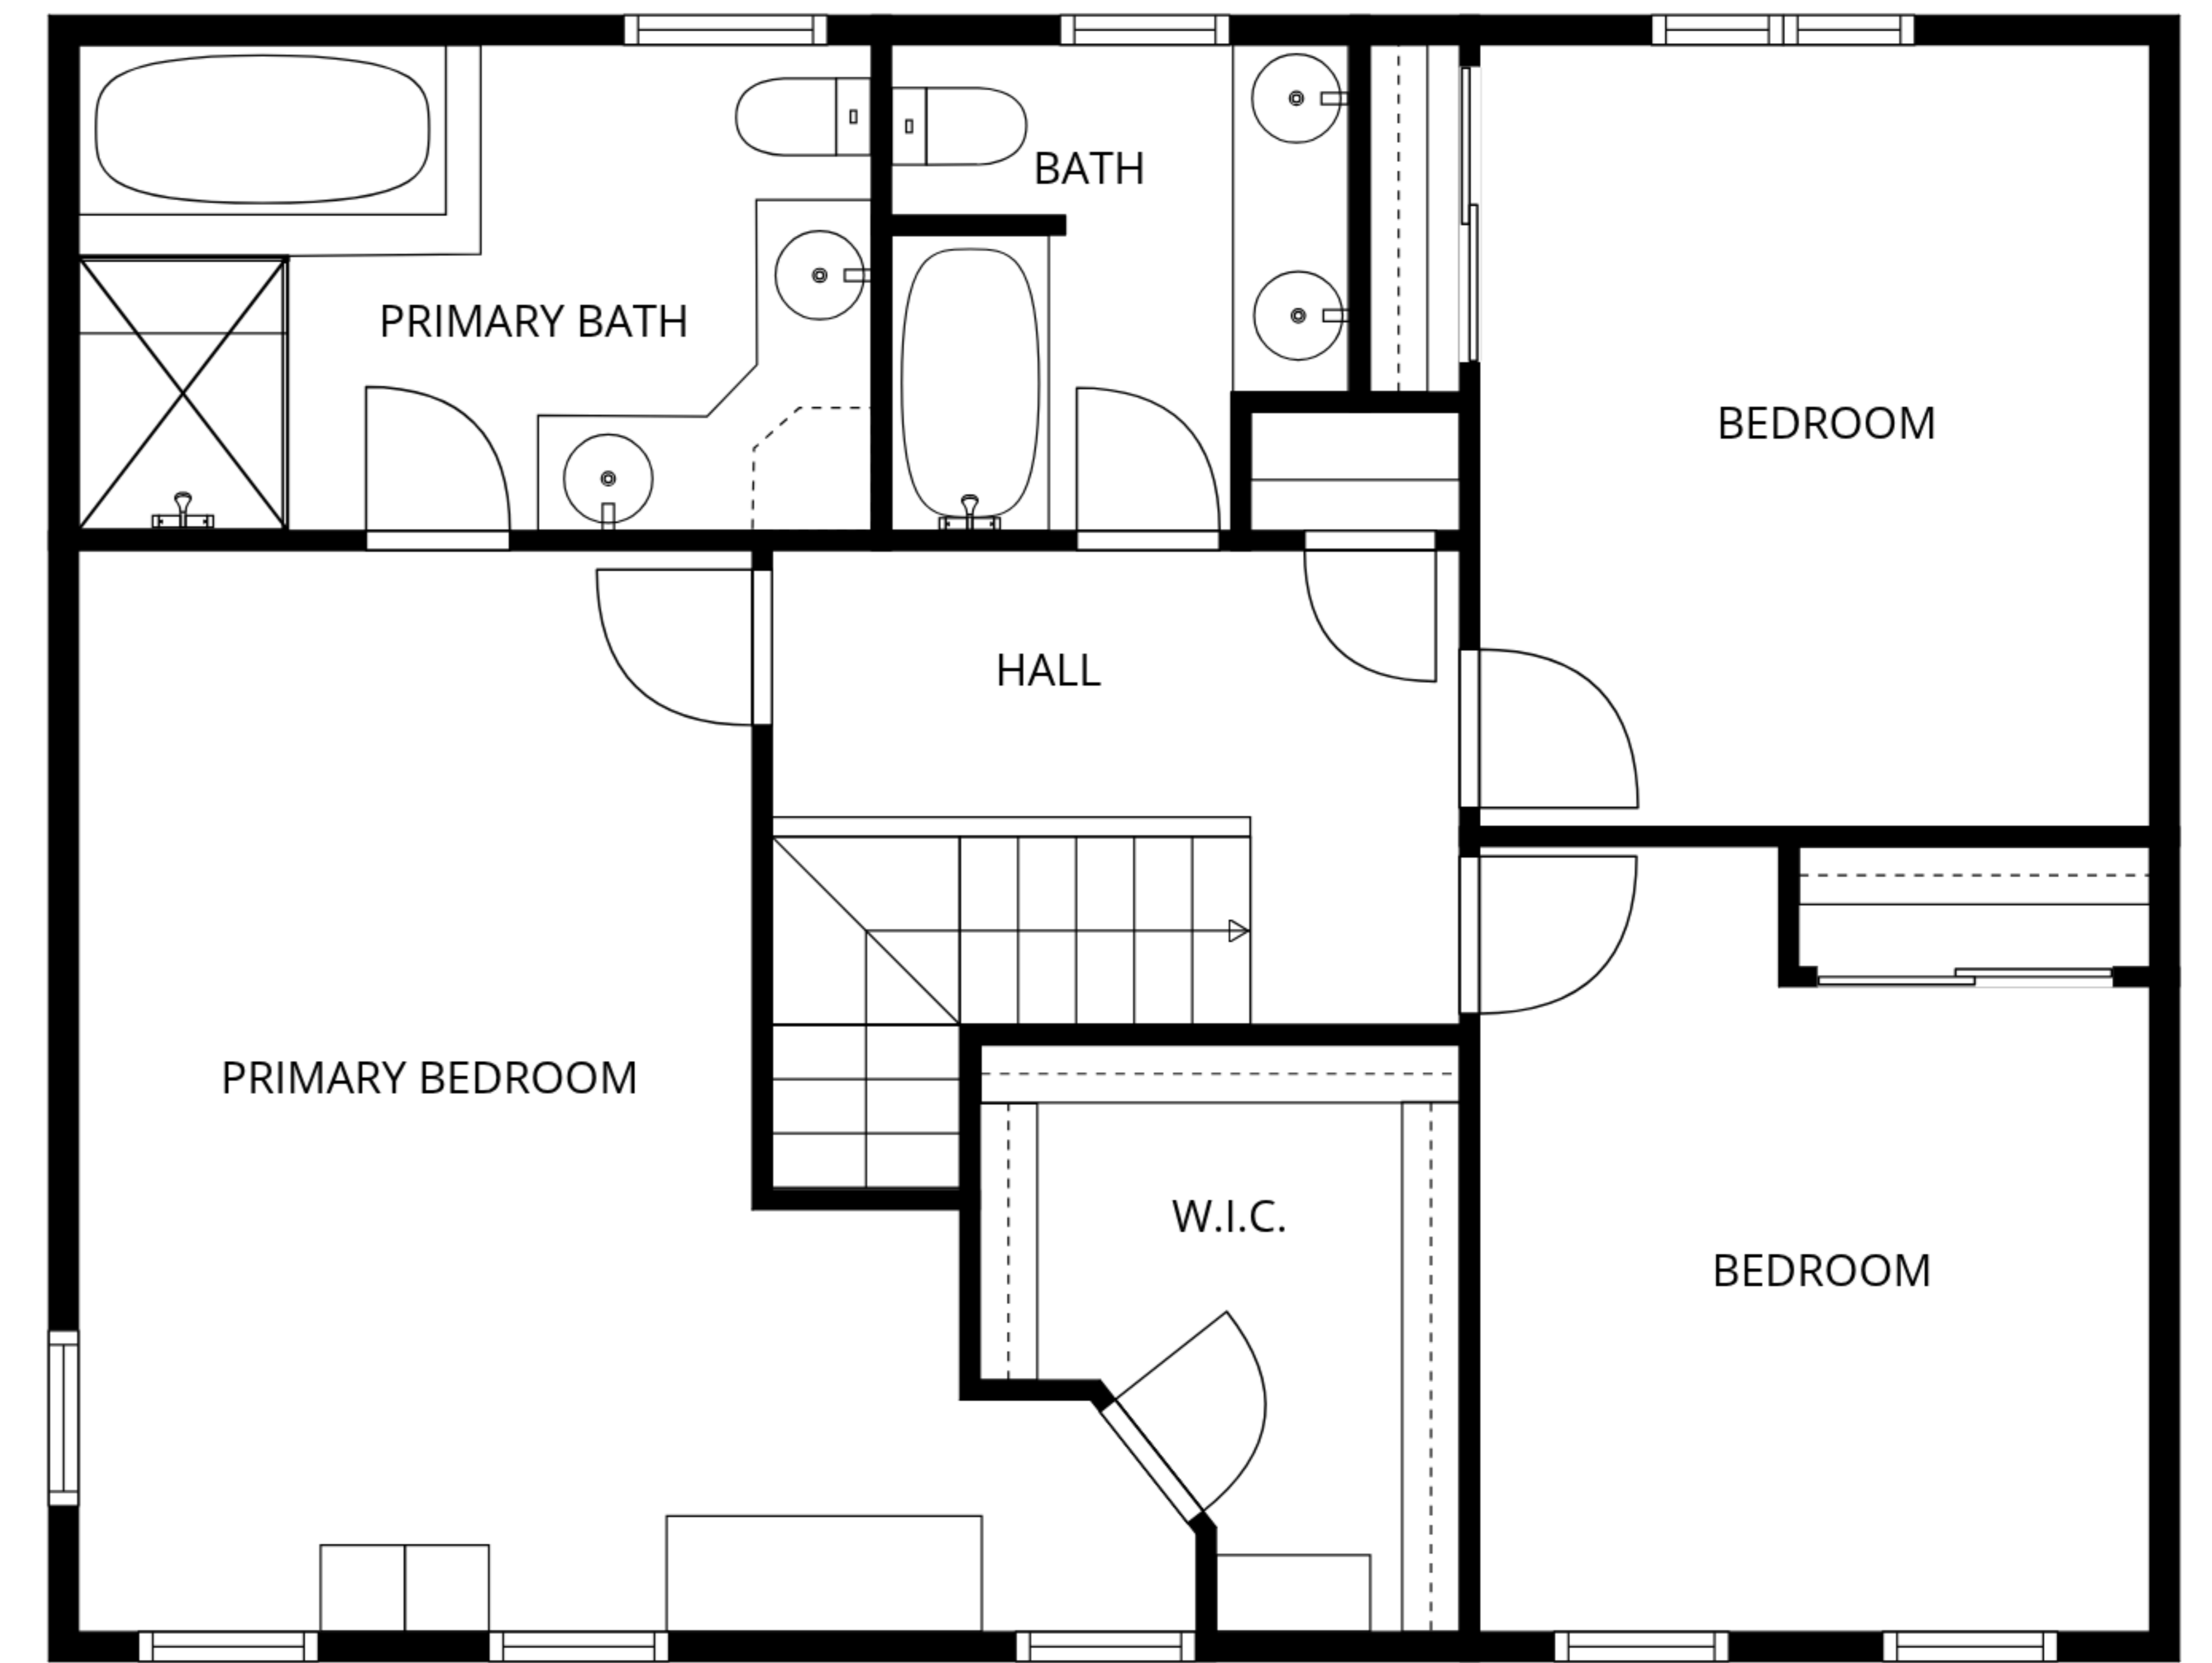 BATH
PRIMARY BATH
BEDROOM
HALL
PRIMARY BEDROOM
W.I.C.
BEDROOM